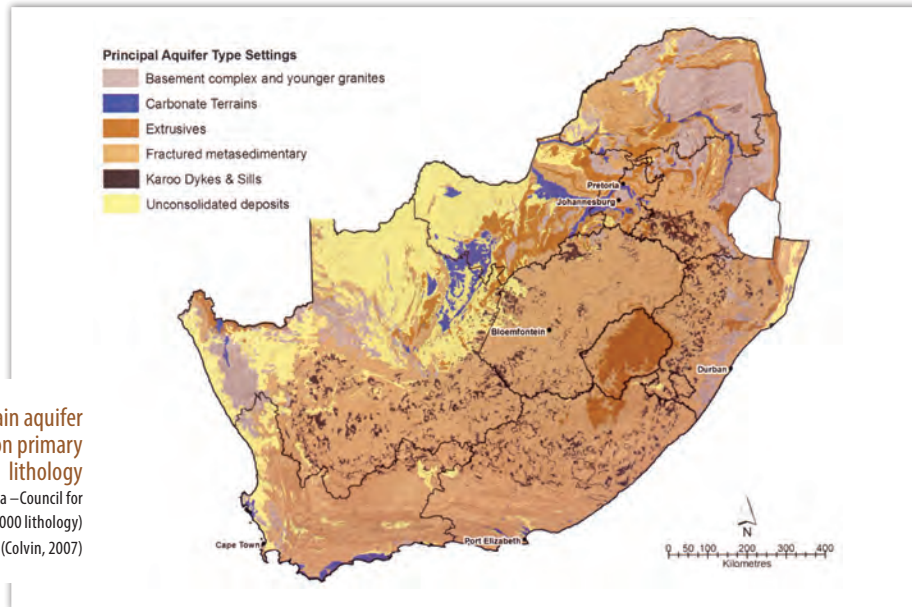 Principal Aquifer Type Settings
Basement complex and younger granites
Carbonate Terrains
Extrusives
Fractured metasedimentary
Karoo Dykes & Sills
Unconsolidated deposits
Pretoria
Johannesburg
Bloemfontein
Durban
ain aquifer
on primary
lithology
a –Council for
000 lithology)
(Colvin, 2007)
Cape Town
Port Elizabeth
N
0 50 100 200 300 400
Kilometres